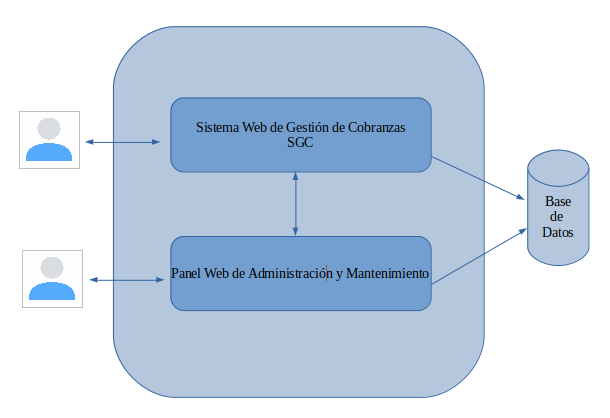 Sistema Web de Gestión de Cobranzas
SGC
Base
de
Datos
Panel Web de Administración y Mantenimiento